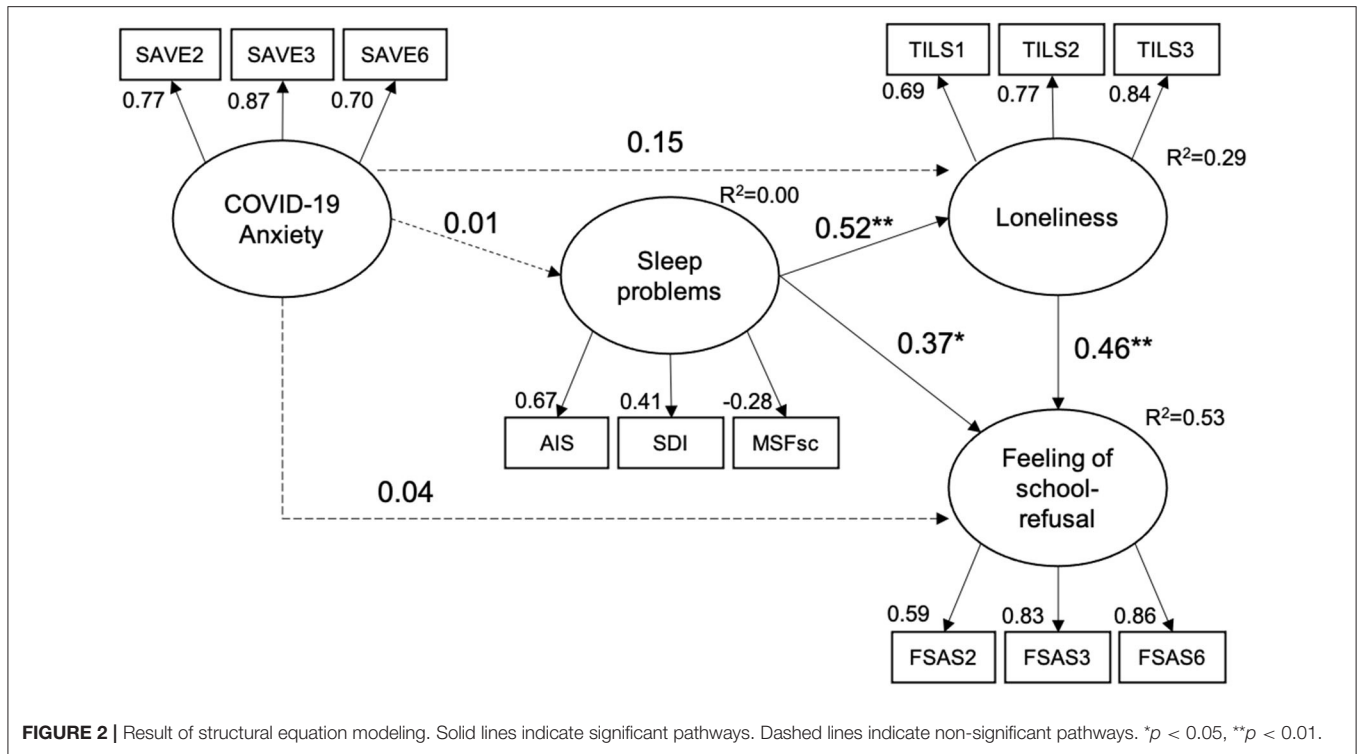 SAVE2
SAVE3
SAVE6
0.77
0.87
0.70
TILS1
TILS2
TILS3
0.69
0.77
0.84
COVID-19
Anxiety
0.15
0.01
R²=0.00
Sleep
problems
0.52**
R²=0.29
Loneliness
0.37*
0.46**
0.67
0.41
-0.28
AIS
SDI
MSFsc
0.04
R²=0.53
Feeling of
school-
refusal
0.59
0.83
0.86
FSAS2
FSAS3
FSAS6
FIGURE 2 | Result of structural equation modeling. Solid lines indicate significant pathways. Dashed lines indicate non-significant pathways. *p < 0.05, **p < 0.01.